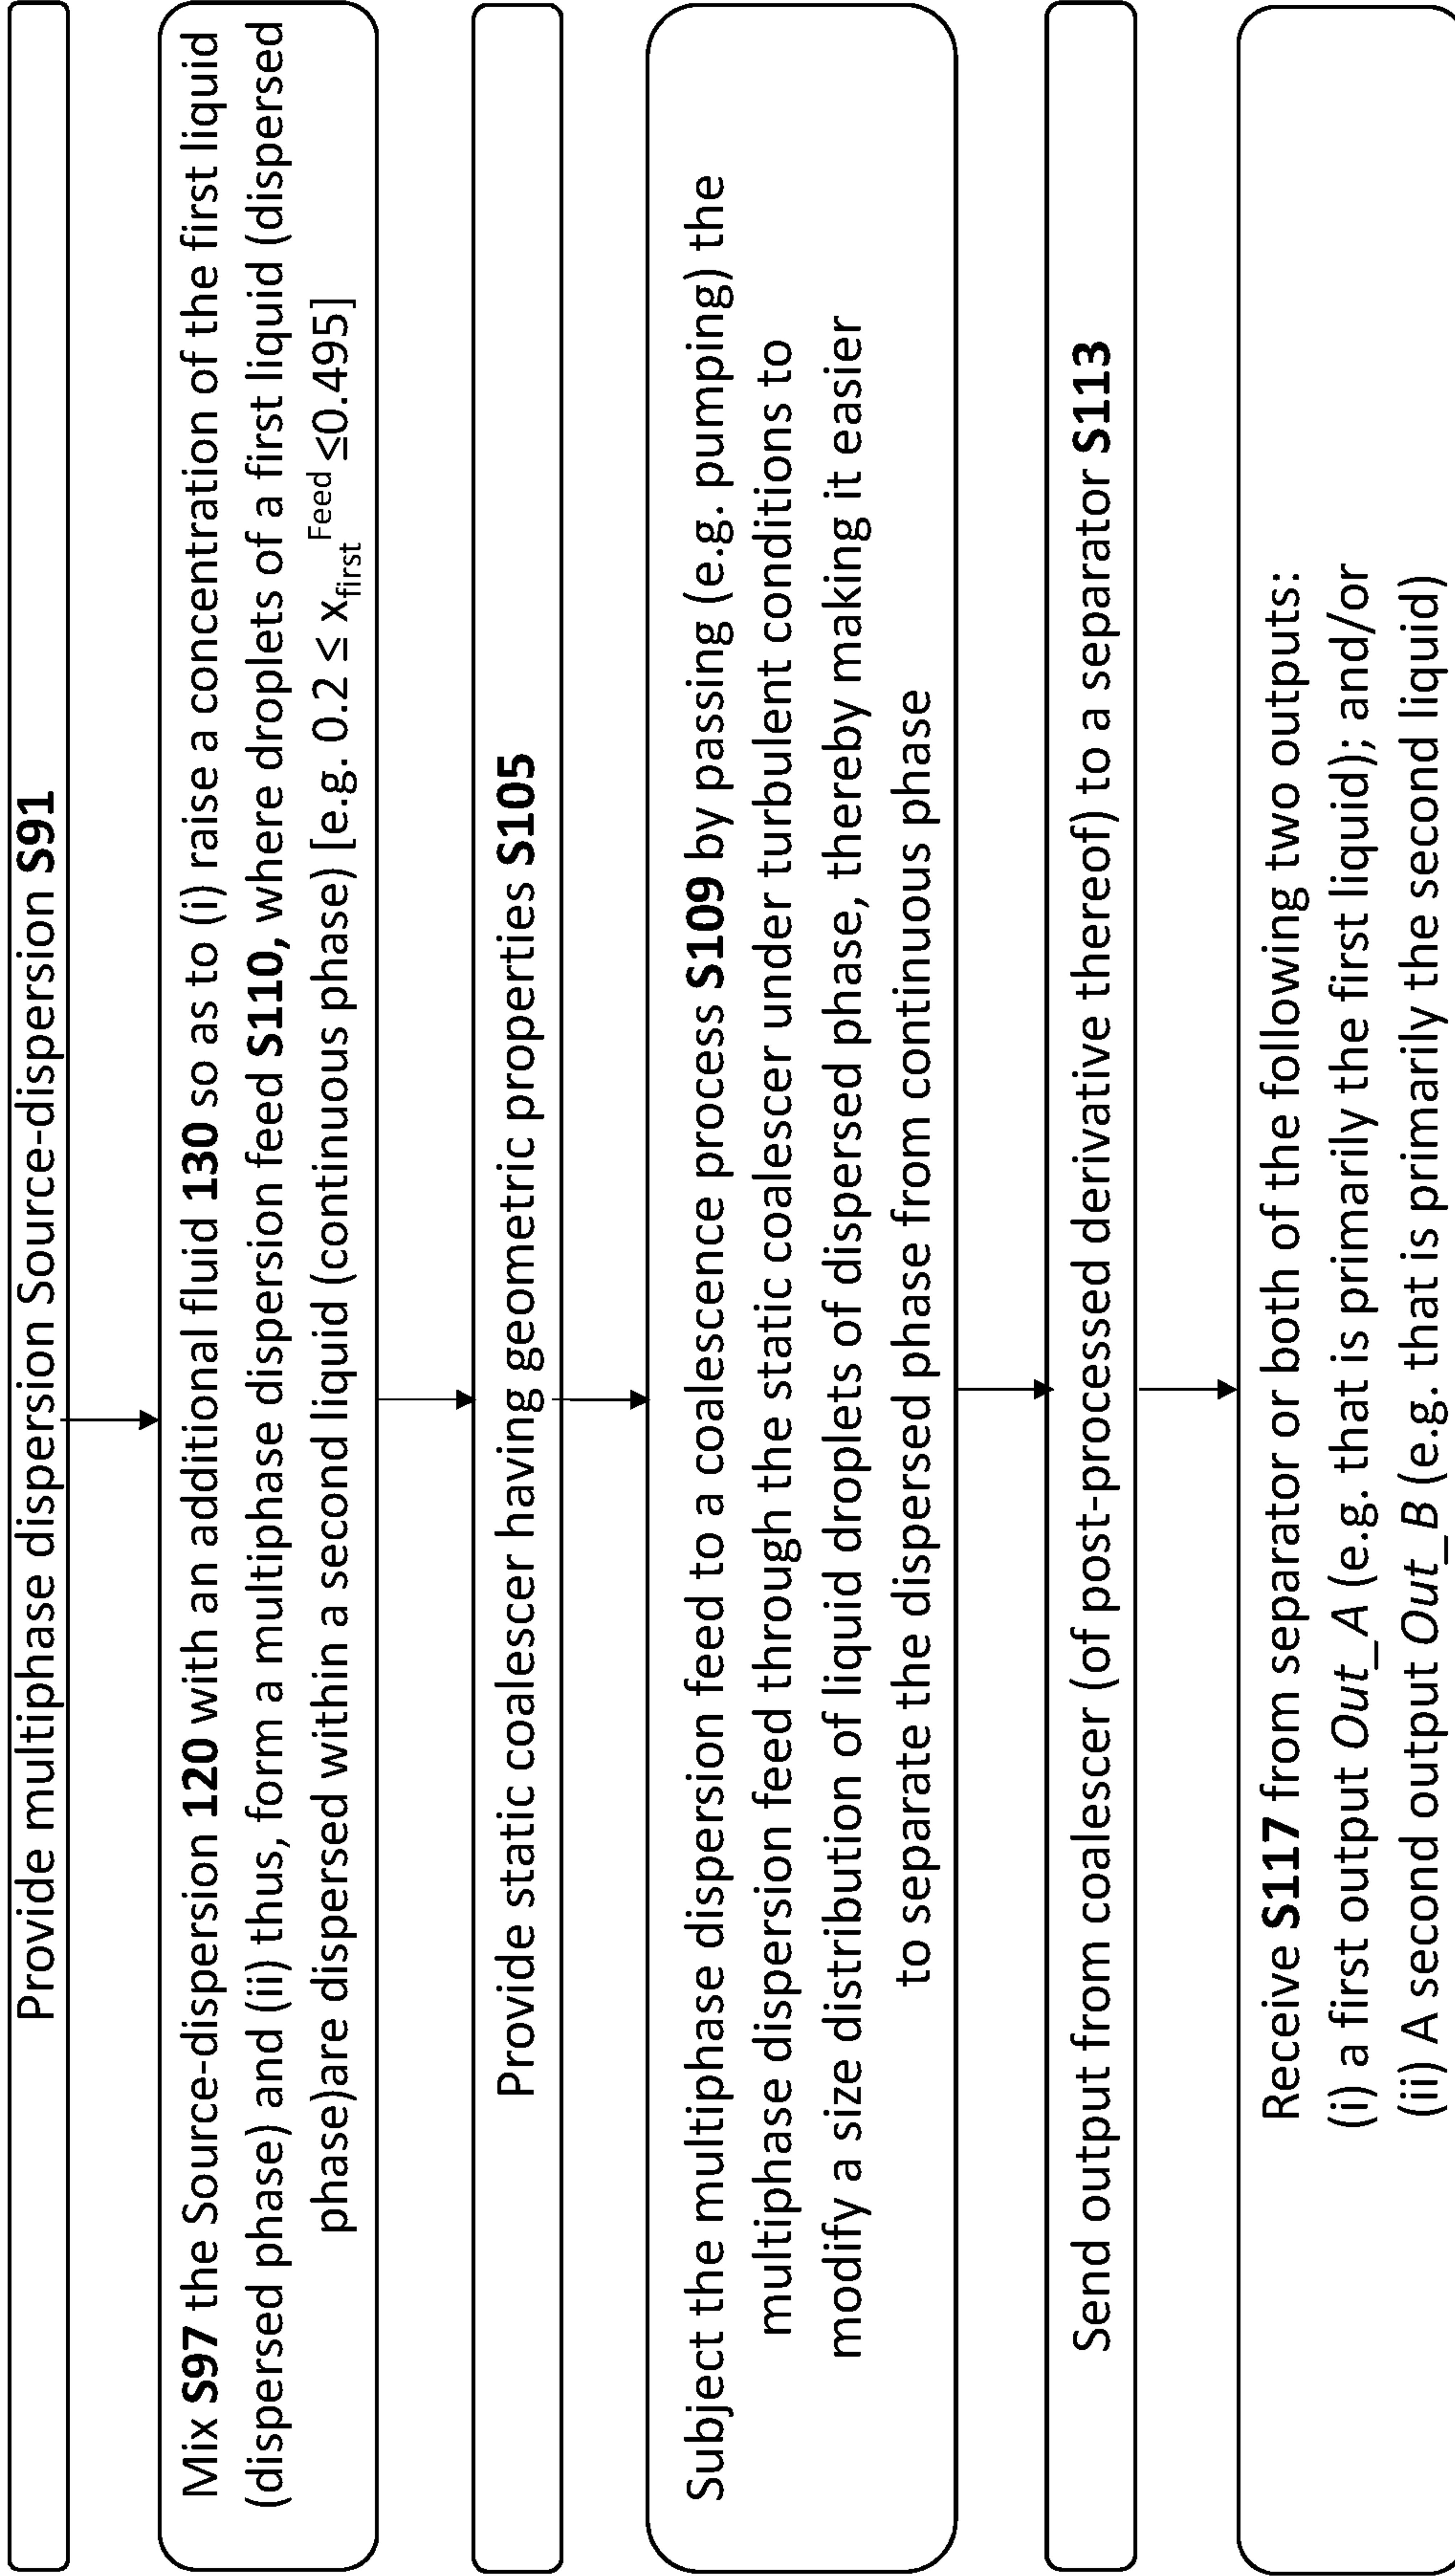 Provide multiphase dispersion Source-dispersion S91
Mix S97 the Source-dispersion 120 with an additional fluid 130 so as to (i) raise a concentration of the first liquid
(dispersed phase) and (ii) thus, form a multiphase dispersion feed S110, where droplets of a first liquid (dispersed
phase)are dispersed within a second liquid (continuous phase) [e.g. 0.2 ≤ x_first^Feed ≤0.495]
Provide static coalescer having geometric properties S105
Subject the multiphase dispersion feed to a coalescence process S109 by passing (e.g. pumping) the
multiphase dispersion feed through the static coalescer under turbulent conditions to
modify a size distribution of liquid droplets of dispersed phase, thereby making it easier
to separate the dispersed phase from continuous phase
Send output from coalescer (of post-processed derivative thereof) to a separator S113
Receive S117 from separator or both of the following two outputs:
(i) a first output Out_A (e.g. that is primarily the first liquid); and/or
(ii) A second output Out_B (e.g. that is primarily the second liquid)